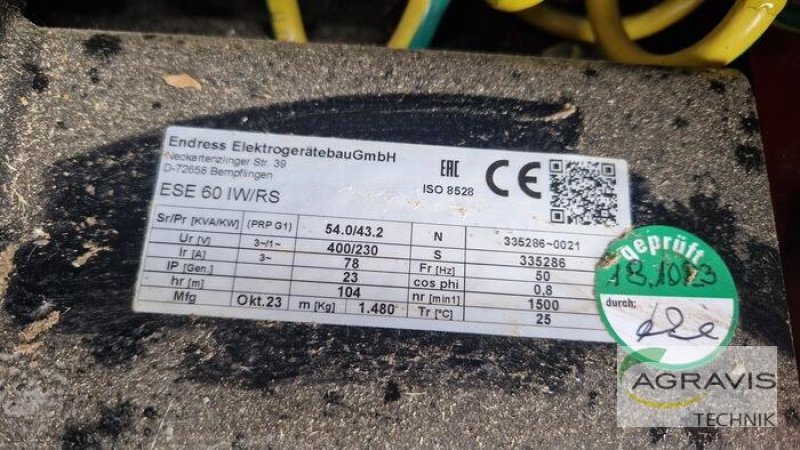 Endress ElektrogerätebauGmbH
Neckartenzlinger Str. 39
D-72658 Bempflingen
ESE 60 IW/RS
EAC
ISO 8528
CE
Sr/Pr [KVA/KW] (PRP G1) 54.0/43.2 N 335286-0021
Ur [V] 3~/1~ 400/230 S 335286
Ir [A] 3~ 78 Fr [Hz] 50
IP [Gen.] 23 cos phi 0.8
hr [m] 104 nr [min1] 1500
Mfg Okt.23 m [Kg] 1.480 Tr [°C] 25
geprüft
18.10.23
durch:
AGRAVIS
TECHNIK